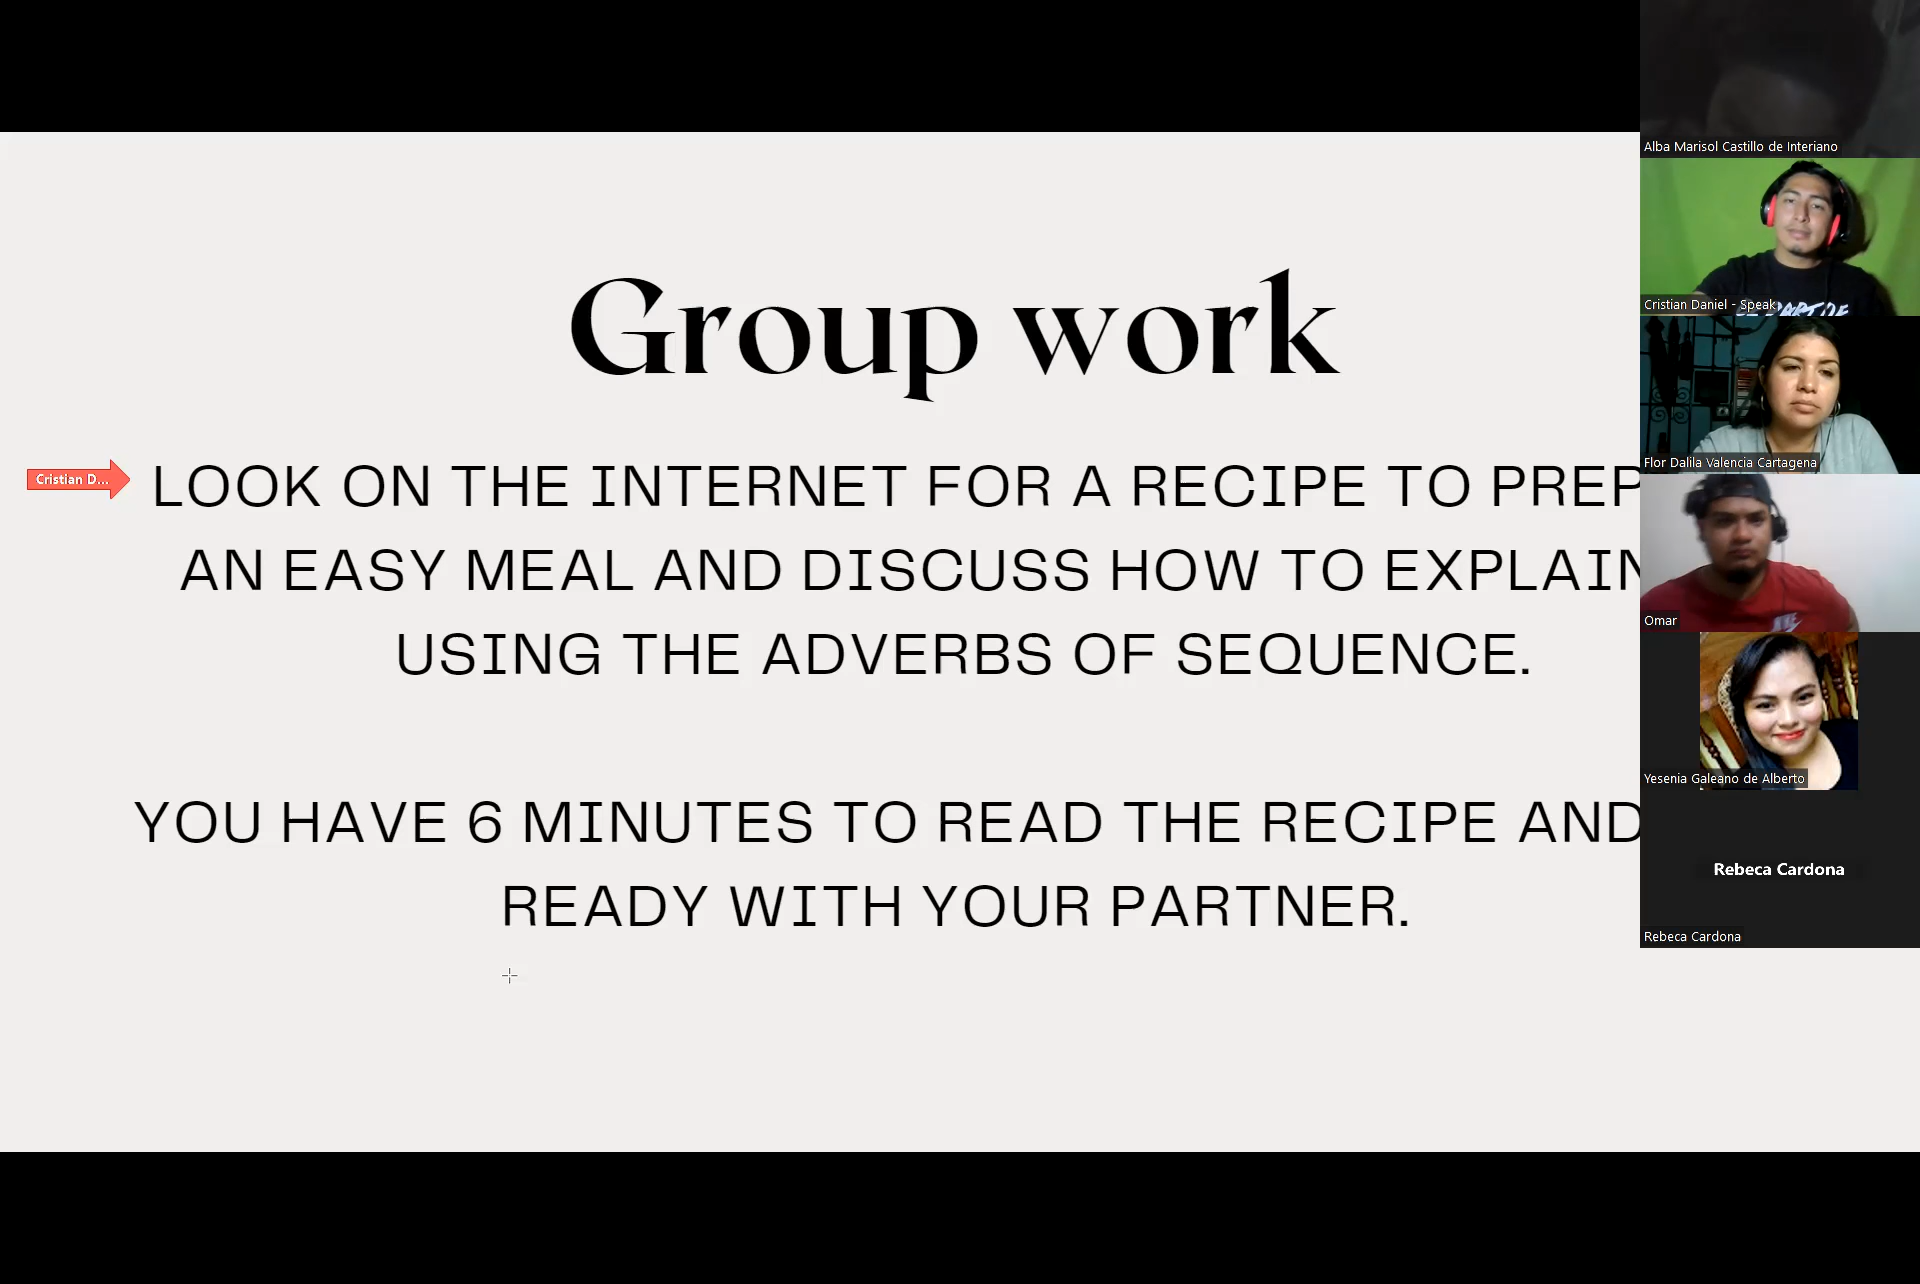 Group work
Cristian D...
LOOK ON THE INTERNET FOR A RECIPE TO PREP
AN EASY MEAL AND DISCUSS HOW TO EXPLAIN
USING THE ADVERBS OF SEQUENCE.
YOU HAVE 6 MINUTES TO READ THE RECIPE AND
READY WITH YOUR PARTNER.
Alba Marisol Castillo de Interiano
Cristian Daniel - Speak
Flor Dalila Valencia Cartagena
Omar
Yesenia Galeano de Alberto
Rebeca Cardona
Rebeca Cardona